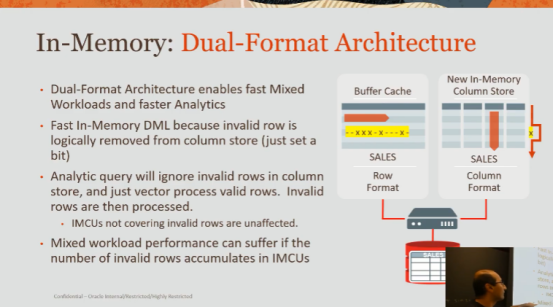 In-Memory: Dual-Format Architecture
• Dual-Format Architecture enables fast Mixed
Workloads and faster Analytics
• Fast In-Memory DML because invalid row is
logically removed from column store (just set a
bit)
• Analytic query will ignore invalid rows in column
store, and just vector process valid rows. Invalid
rows are then processed.
• IMCUs not covering invalid rows are unaffected.
• Mixed workload performance can suffer if the
number of invalid rows accumulates in IMCUs
Buffer Cache
SALES
Row
Format
New In-Memory
Column Store
X
SALES
Column
Format
SALES
Confidential - Oracle Internal/Restricted/Highly Restricted